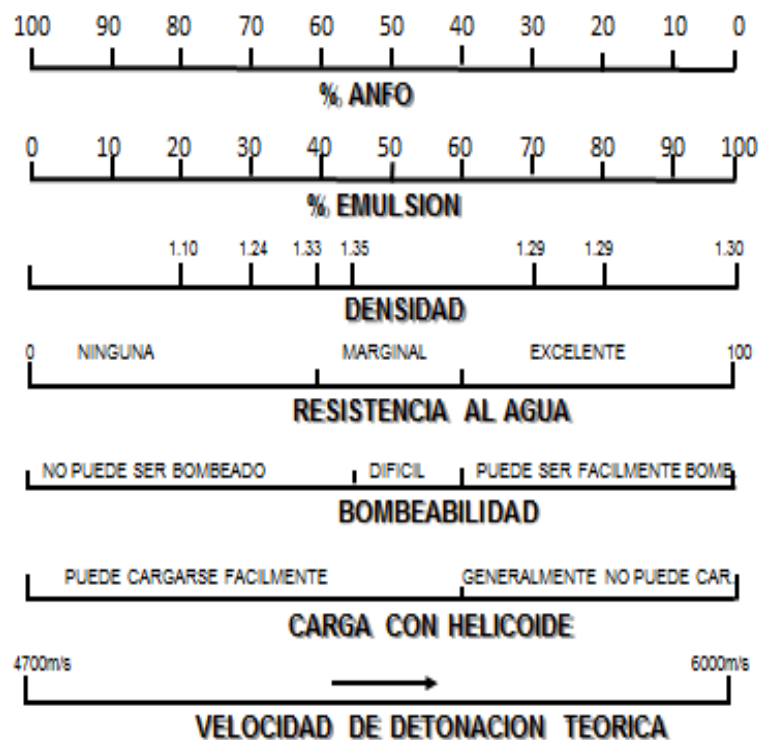 100 90 80 70 60 50 40 30 20 10 0
% ANFO
0 10 20 30 40 50 60 70 80 90 100
% EMULSION
1.10 1.24 1.33 1.35 1.29 1.29 1.30
DENSIDAD
0 NINGUNA MARGINAL EXCELENTE 100
RESISTENCIA AL AGUA
NO PUEDE SER BOMBEADO DIFICIL PUEDE SER FACILMENTE BOMB.
BOMBEABILIDAD
PUEDE CARGARSE FACILMENTE GENERALMENTE NO PUEDE CAR.
CARGA CON HELICOIDE
4700m/s 6000m/s
VELOCIDAD DE DETONACION TEORICA